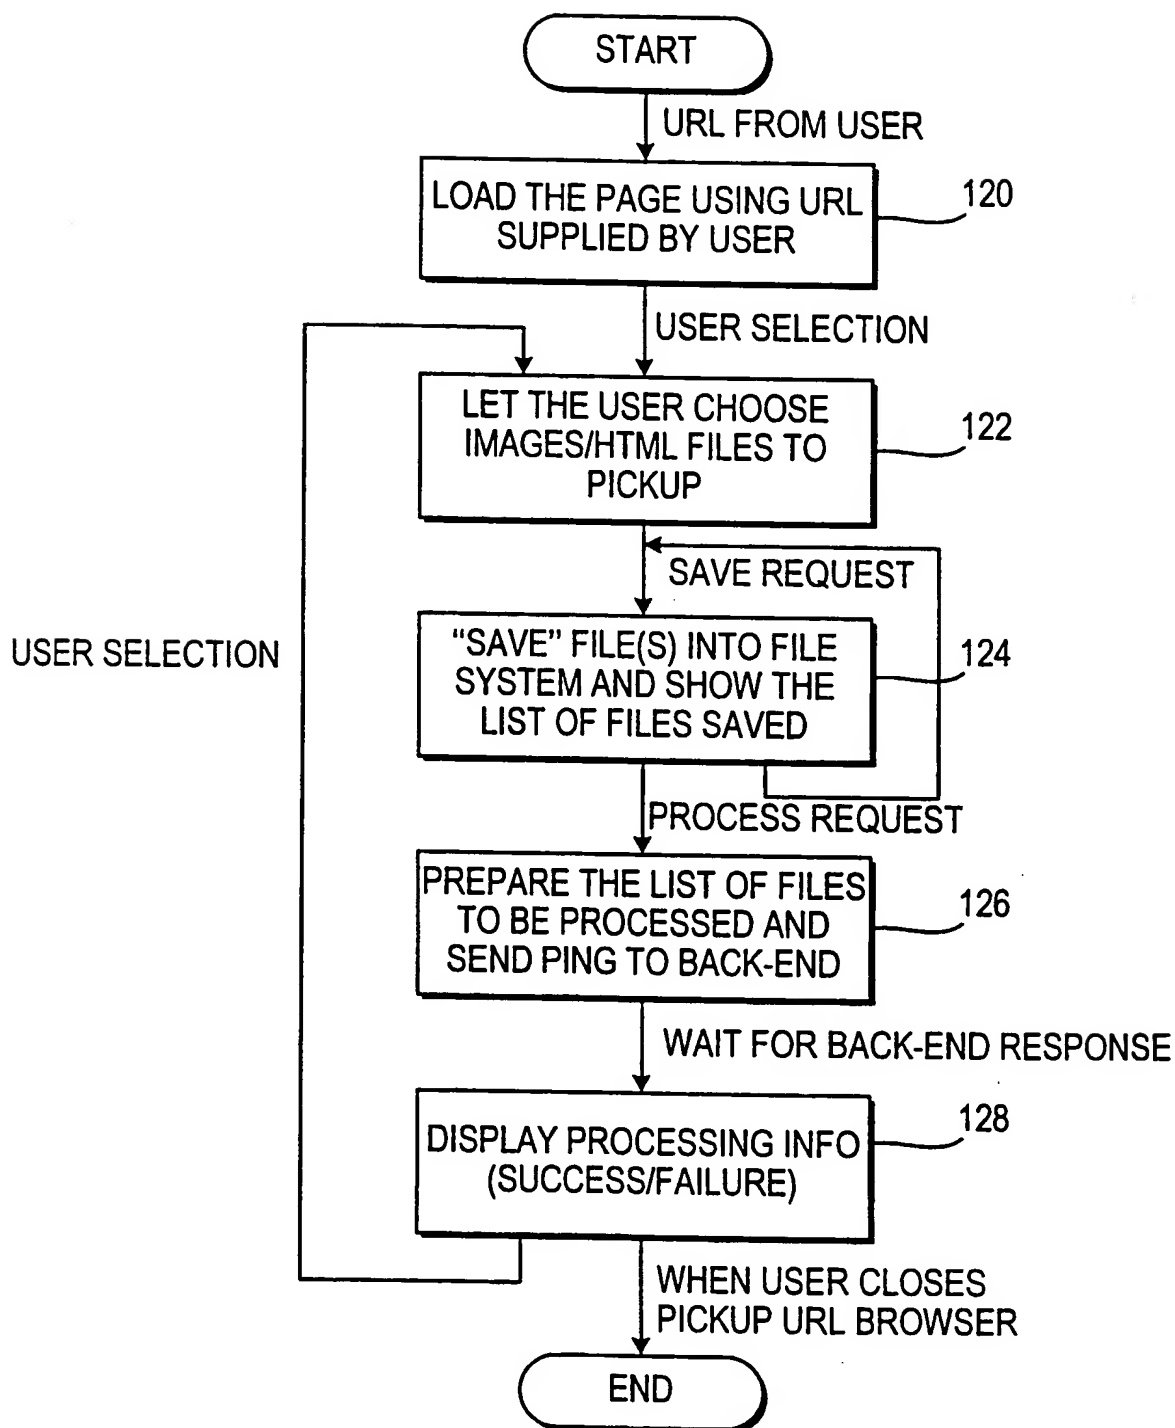 START
URL FROM USER
LOAD THE PAGE USING URL
SUPPLIED BY USER
120
USER SELECTION
LET THE USER CHOOSE
IMAGES/HTML FILES TO
PICKUP
122
SAVE REQUEST
USER SELECTION
"SAVE" FILE(S) INTO FILE
SYSTEM AND SHOW THE
LIST OF FILES SAVED
124
PROCESS REQUEST
PREPARE THE LIST OF FILES
TO BE PROCESSED AND
SEND PING TO BACK-END
126
WAIT FOR BACK-END RESPONSE
DISPLAY PROCESSING INFO
(SUCCESS/FAILURE)
128
WHEN USER CLOSES
PICKUP URL BROWSER
END